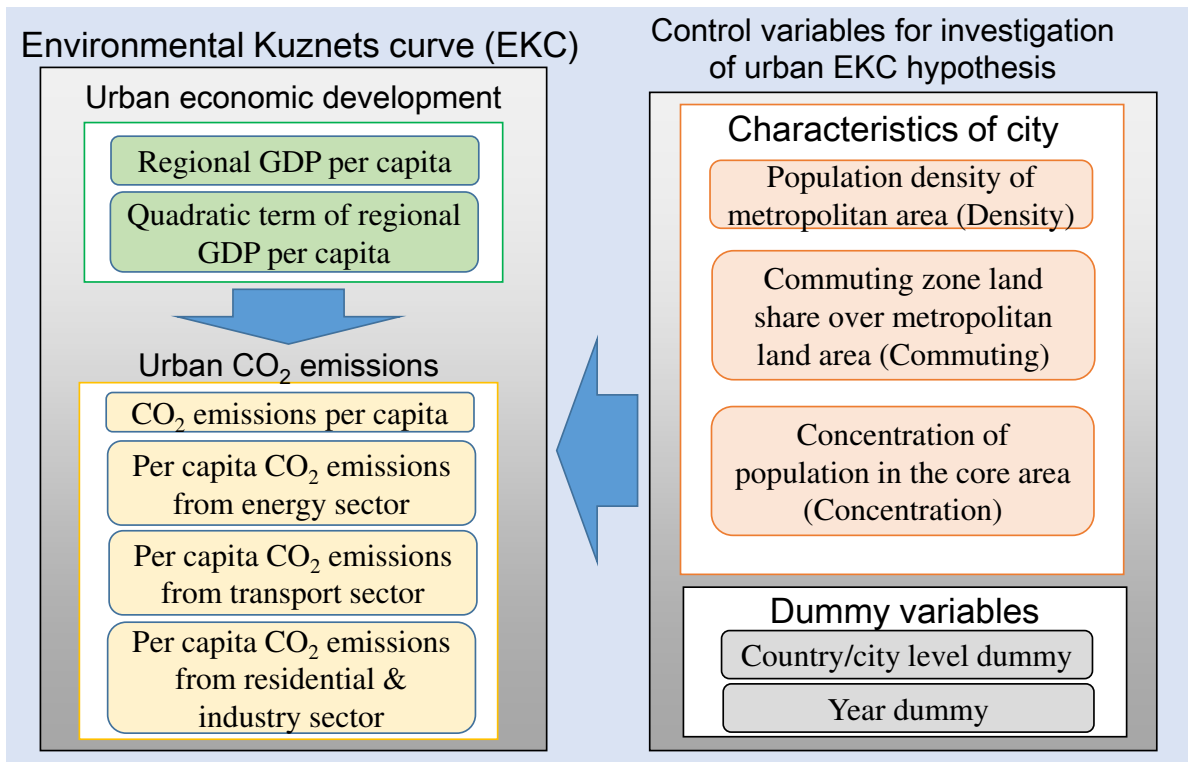 Environmental Kuznets curve (EKC)
Urban economic development
Regional GDP per capita
Quadratic term of regional
GDP per capita
Urban CO₂ emissions
CO₂ emissions per capita
Per capita CO₂ emissions
from energy sector
Per capita CO₂ emissions
from transport sector
Per capita CO₂ emissions
from residential &
industry sector
Control variables for investigation
of urban EKC hypothesis
Characteristics of city
Population density of
metropolitan area (Density)
Commuting zone land
share over metropolitan
land area (Commuting)
Concentration of
population in the core area
(Concentration)
Dummy variables
Country/city level dummy
Year dummy